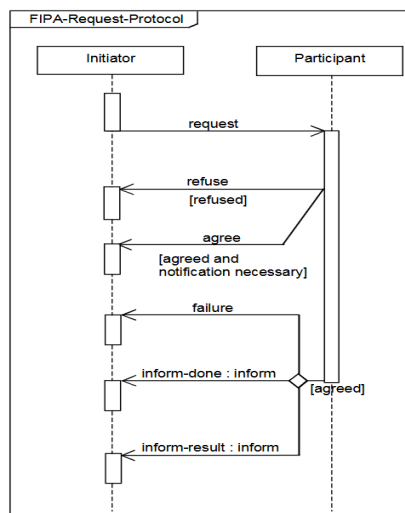 FIPA-Request-Protocol
Initiator
Participant
request
refuse
[refused]
agree
[agreed and
notification necessary]
failure
inform-done : inform
[agreed]
inform-result : inform